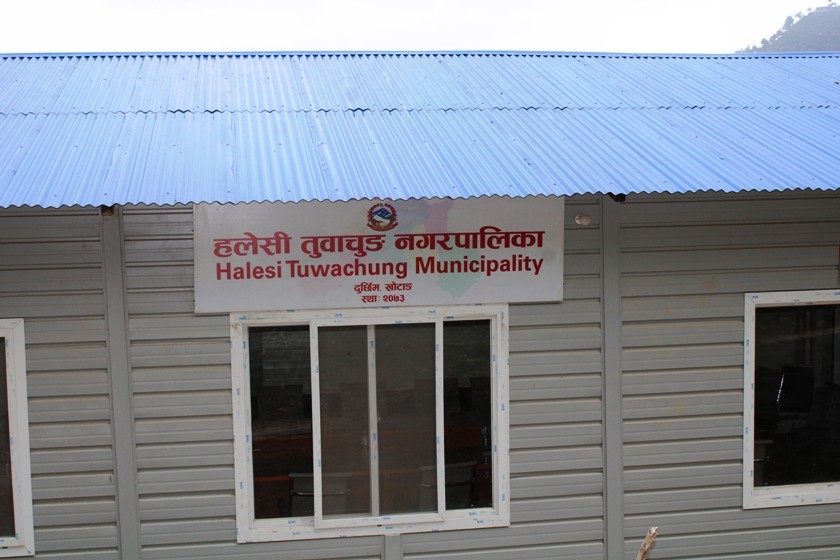 हलेसी तुवाचुङ नगरपालिका
Halesi Tuwachung Municipality
दुर्छिम, खोटाङ
स्थाः २०७३